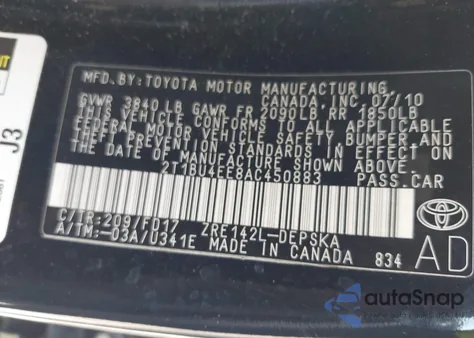 MFD. BY: TOYOTA MOTOR MANUFACTURING,
CANADA, INC. 07/10
GVWR 3840 LB GAWR FR. 2090LB RR 1850LB
THIS VEHICLE CONFORMS TO ALL APPLICABLE
FEDERAL MOTOR VEHICLE SAFETY, BUMPER, AND
THEFT PREVENTION STANDARDS IN EFFECT ON
THE DATE OF MANUFACTURE SHOWN ABOVE.
2T1BU4EE8AC450883 PASS.CAR
C/TR:209/FD17 ZRE142L-DEPSKA
A/TM:-03A/U341E MADE IN CANADA 834
TOYOTA
AD
J3
autoSnap